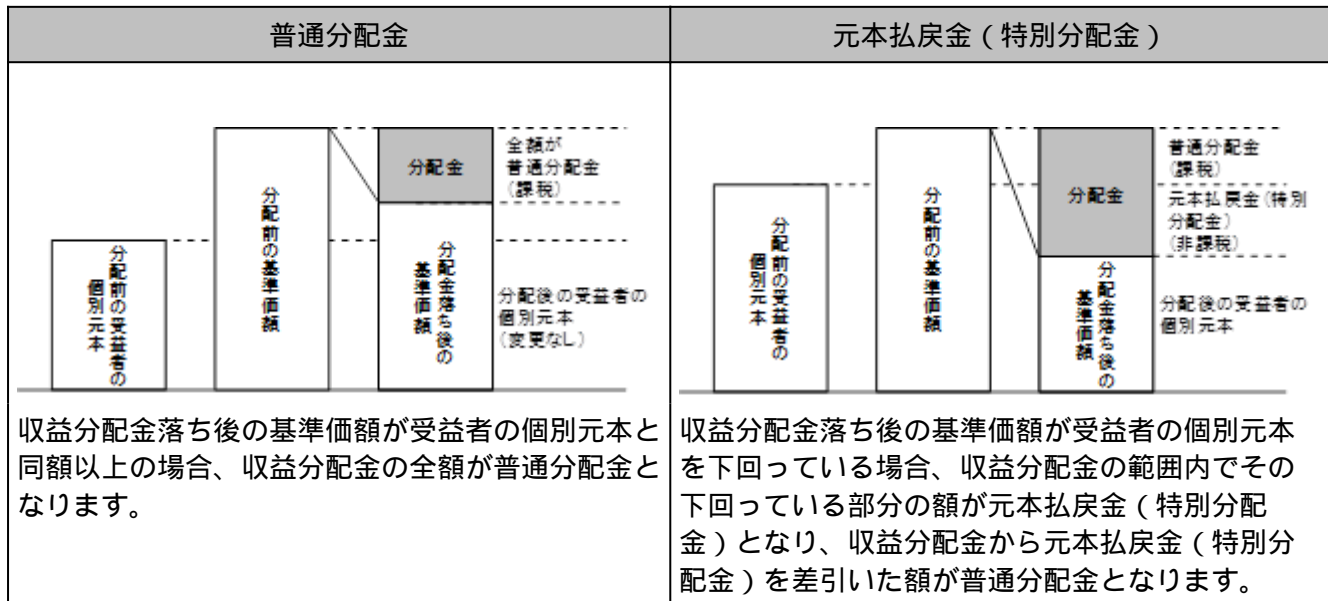 普通分配金
元本払戻金(特別分配金)
分配前の受益者の
個別元本
分配前の基準価額
分配金
分配金落ち後の
基準価額
全額が
普通分配金
(課税)
分配後の受益者の
個別元本
(変更なし)
分配前の受益者の
個別元本
分配前の基準価額
分配金
分配金落ち後の
基準価額
普通分配金
(課税)
元本払戻金(特別
分配金)
(非課税)
分配後の受益者の
個別元本
収益分配金落ち後の基準価額が受益者の個別元本と
同額以上の場合、収益分配金の全額が普通分配金と
なります。
収益分配金落ち後の基準価額が受益者の個別元本
を下回っている場合、収益分配金の範囲内でその
下回っている部分の額が元本払戻金(特別分配
金)となり、収益分配金から元本払戻金(特別分
配金)を差引いた額が普通分配金となります。